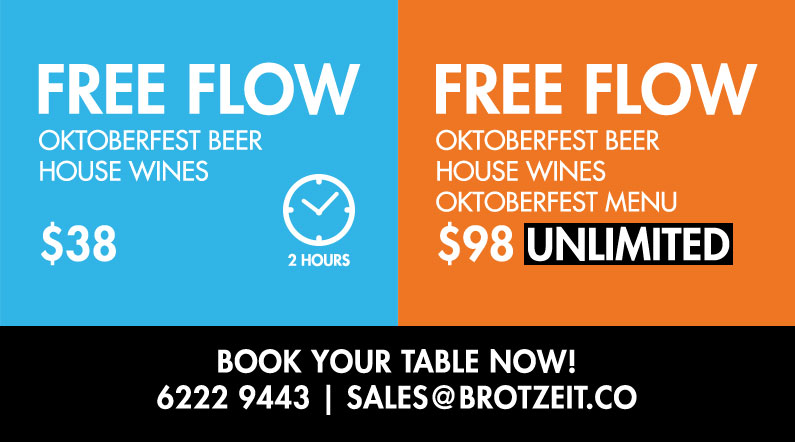 FREE FLOW
OKTOBERFEST BEER
HOUSE WINES
$38
2 HOURS
FREE FLOW
OKTOBERFEST BEER
HOUSE WINES
OKTOBERFEST MENU
$98 UNLIMITED
BOOK YOUR TABLE NOW!
6222 9443 | SALES@BROTZEIT.CO